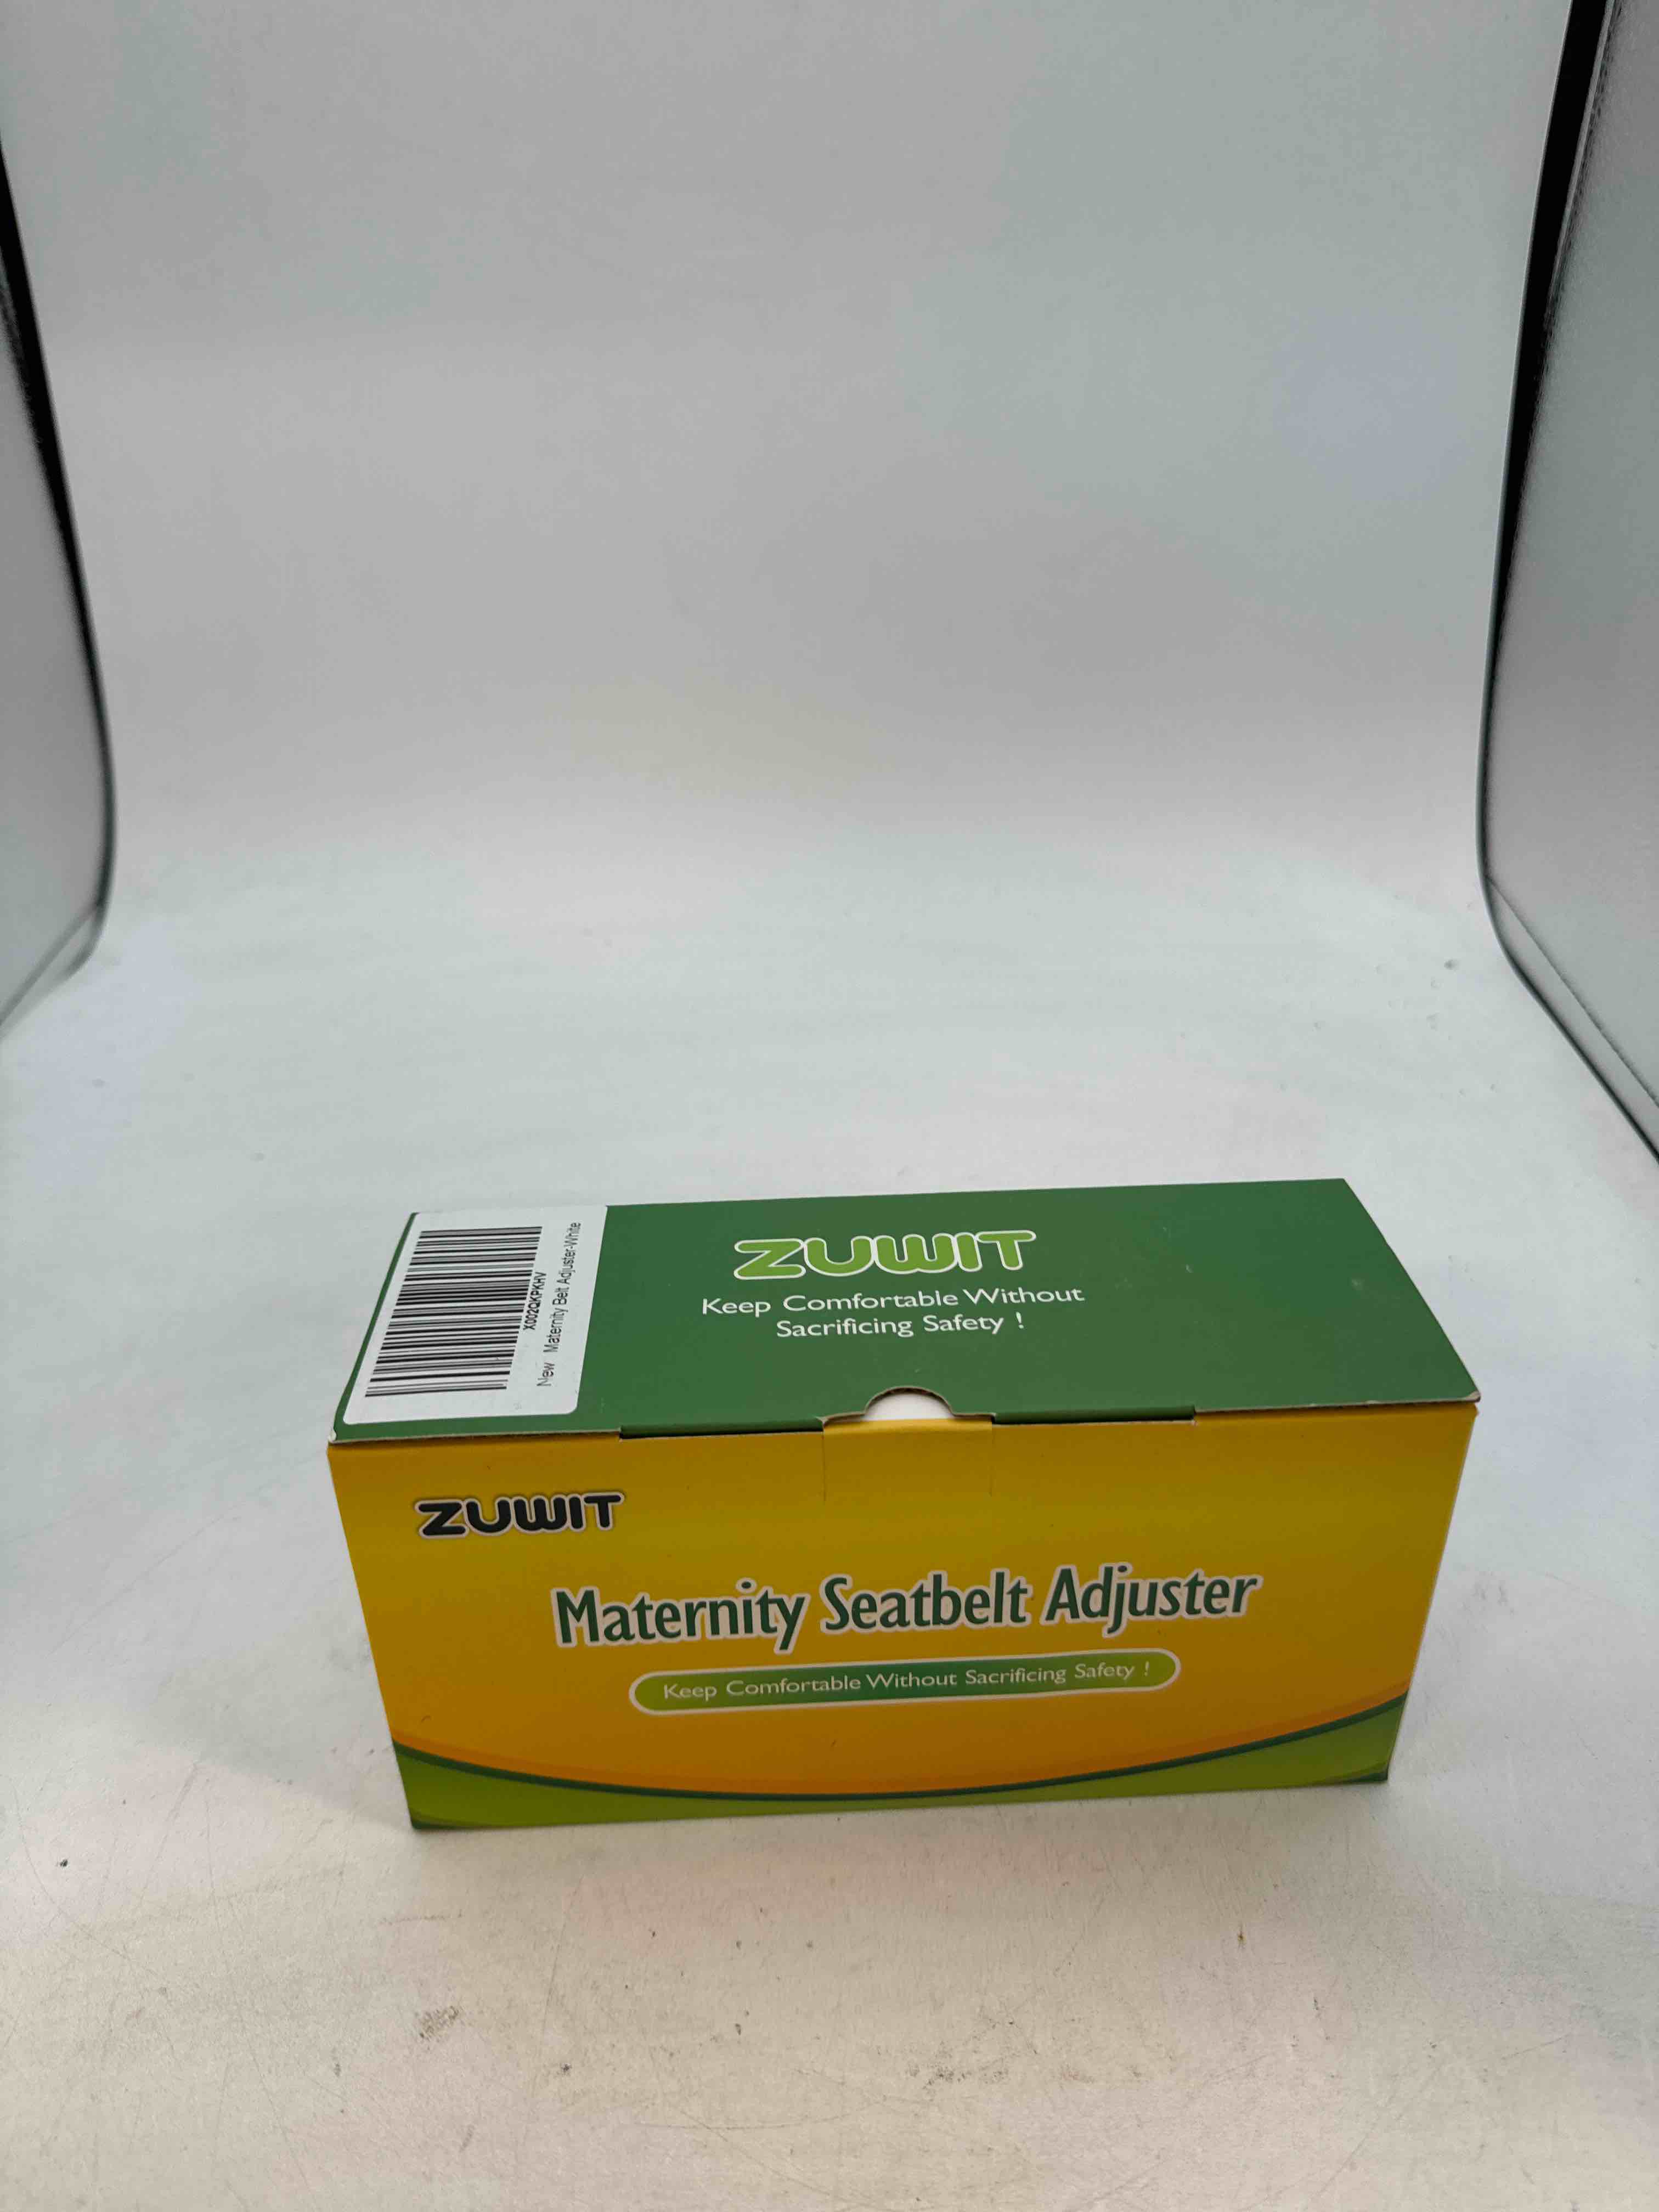 ZUWIT
Keep Comfortable Without
Sacrificing Safety !
X002QKPKHV
New Maternity Belt Adjuster-White
ZUWIT
Maternity Seatbelt Adjuster
Keep Comfortable Without Sacrificing Safety !